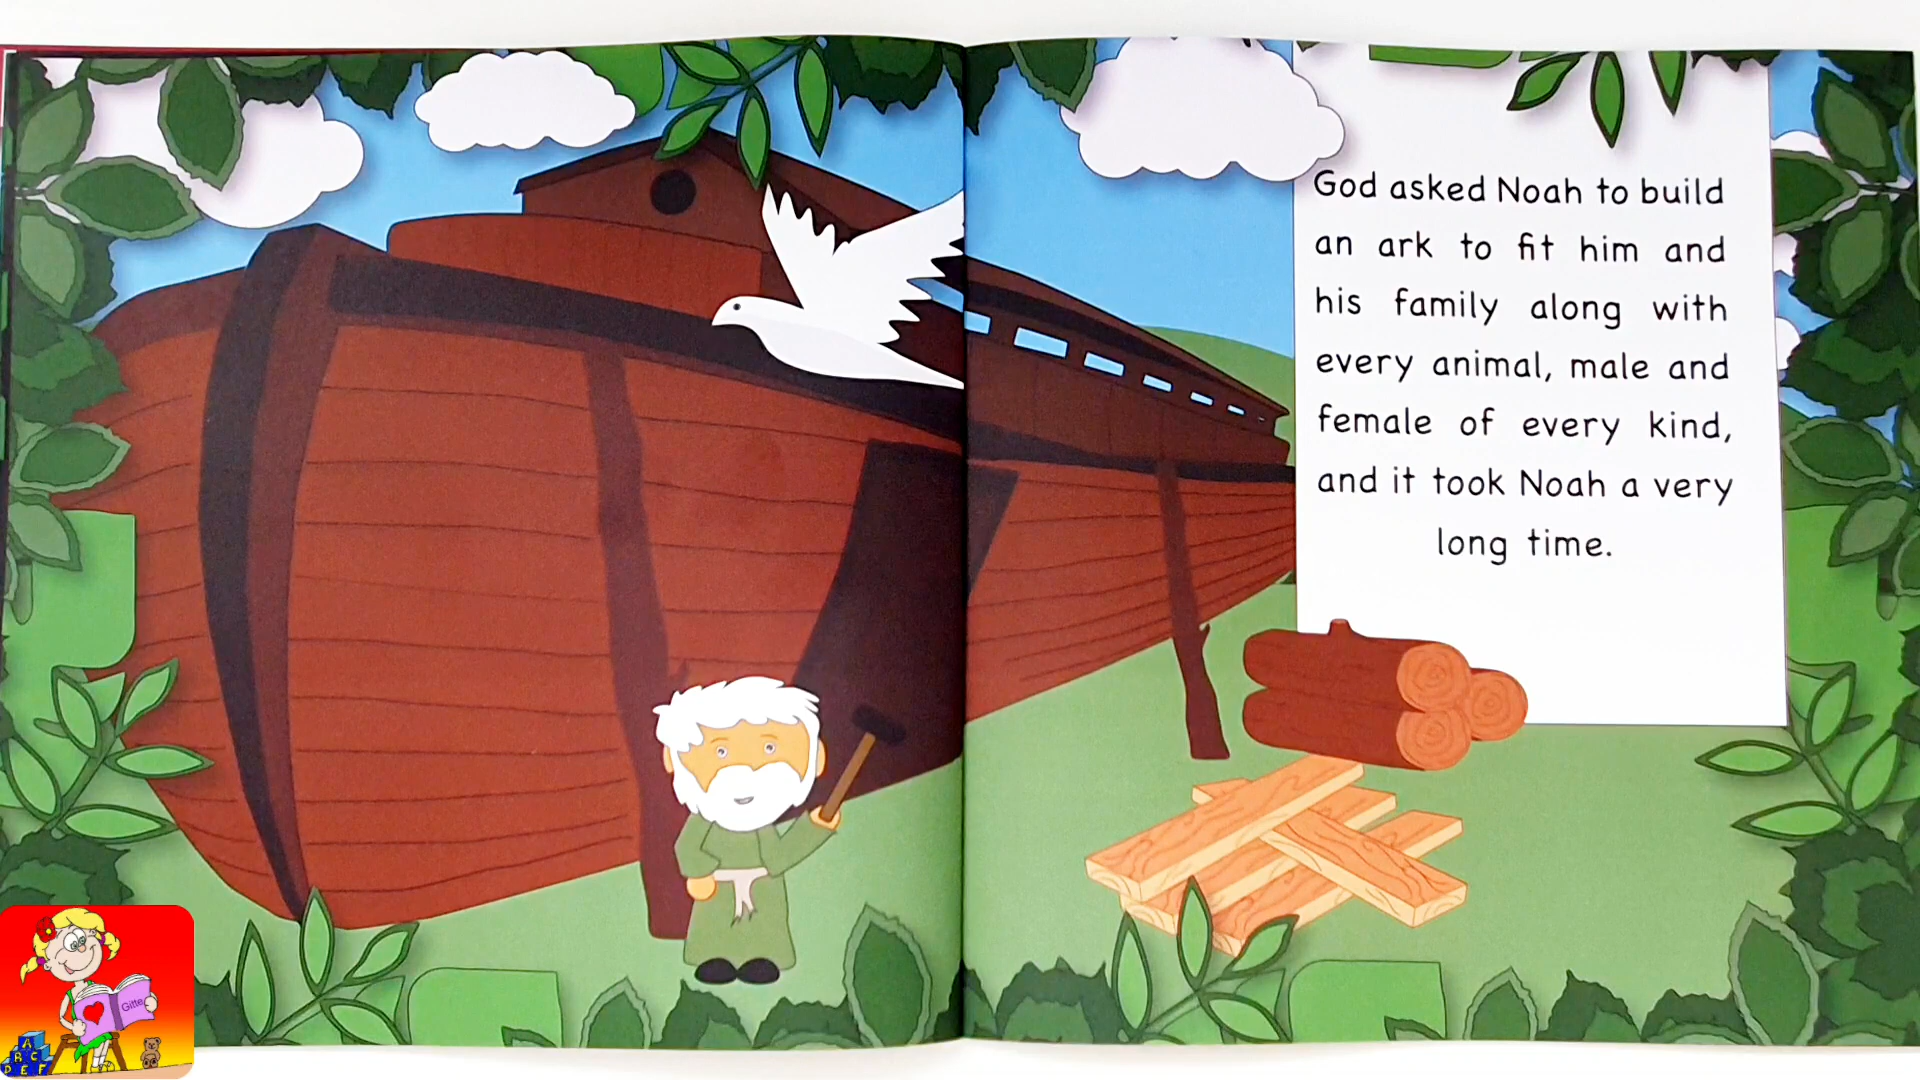 God asked Noah to build
an ark to fit him and
his family along with
every animal, male and
female of every kind,
and it took Noah a very
long time.
Gitte
A
B C
D E F